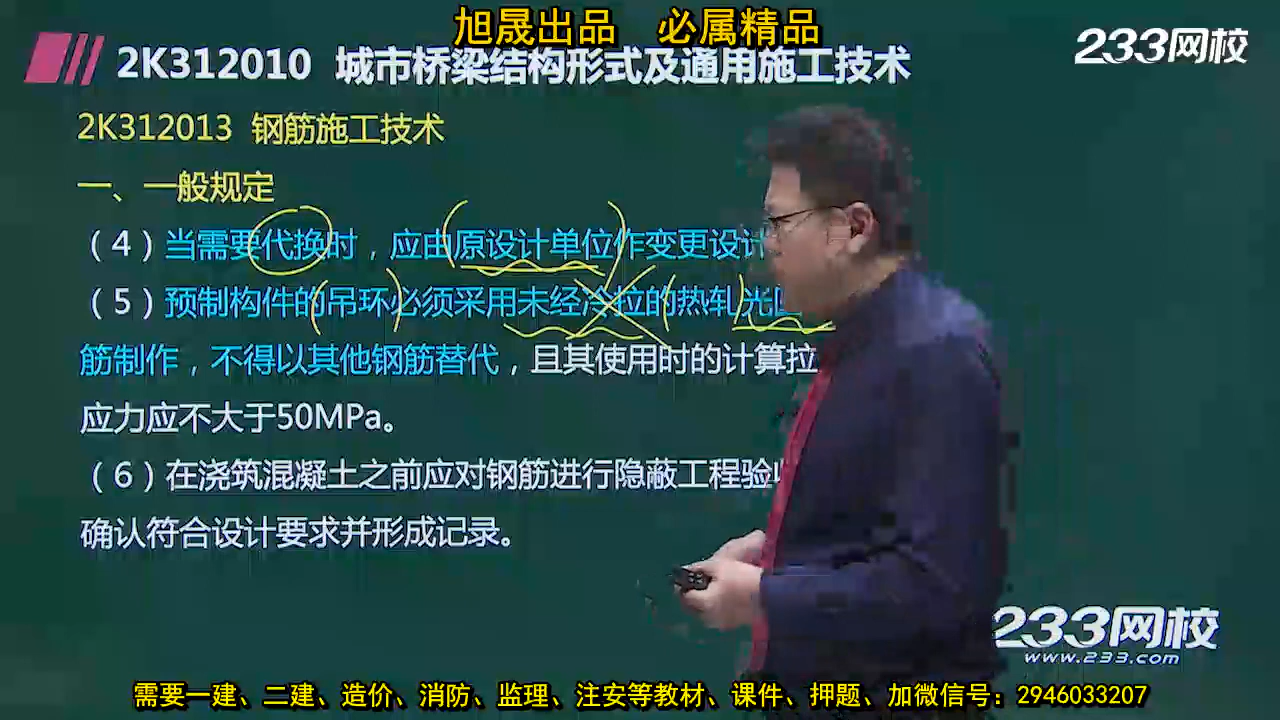 旭晟出品 必属精品
2K312010 城市桥梁结构形式及通用施工技术
233网校
2K312013 钢筋施工技术
一、一般规定
（4）当需要代换时，应由原设计单位作变更设计
（5）预制构件的吊环必须采用未经冷拉的热轧光
筋制作，不得以其他钢筋替代，且其使用时的计算拉
应力应不大于50MPa。
（6）在浇筑混凝土之前应对钢筋进行隐蔽工程验
确认符合设计要求并形成记录。
233网校
www.233.com
需要一建、二建、造价、消防、监理、注安等教材、课件、押题、加微信号：2946033207